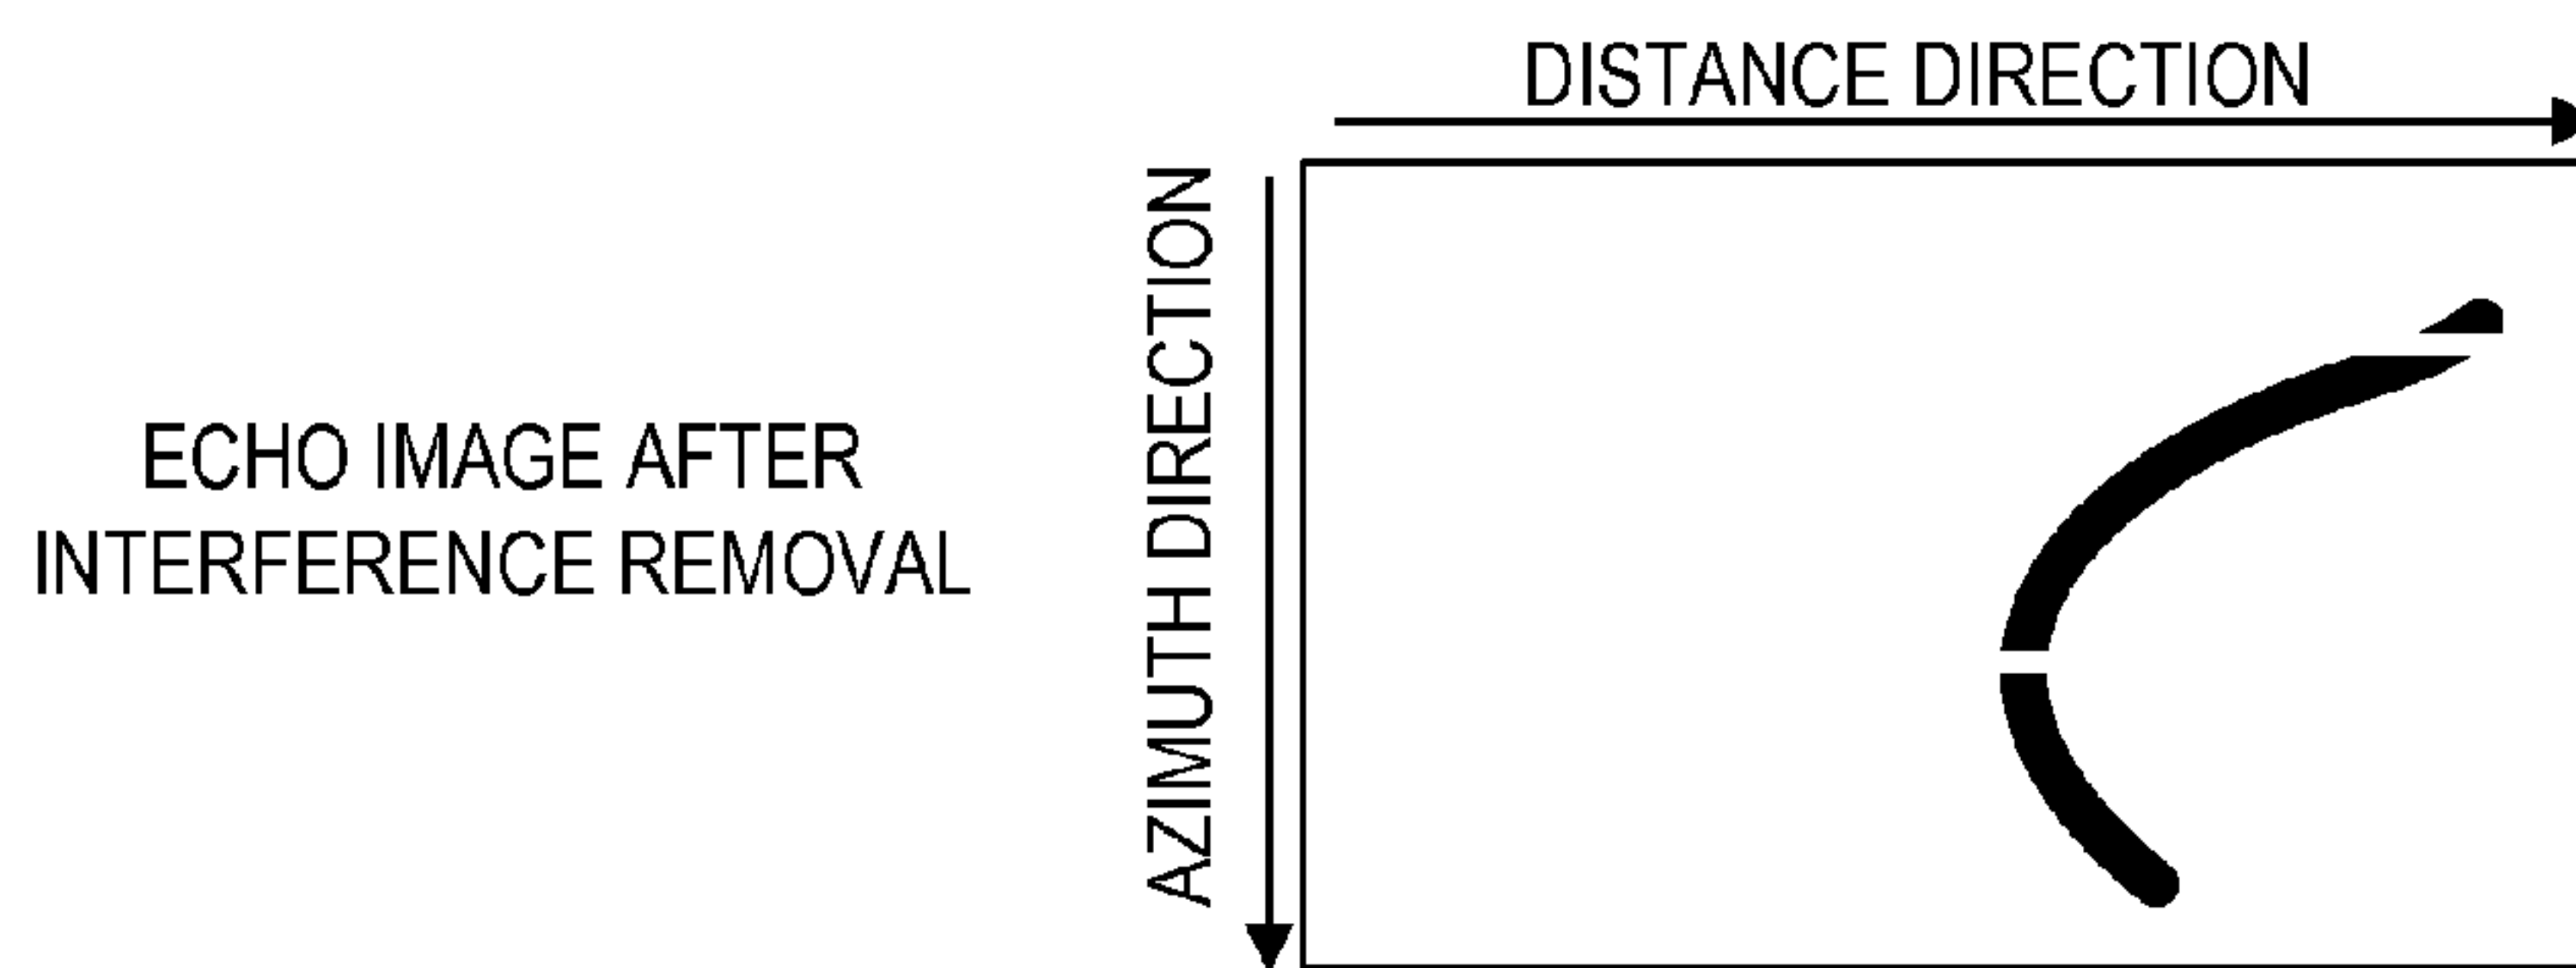 DISTANCE DIRECTION
AZIMUTH DIRECTION
ECHO IMAGE AFTER
INTERFERENCE REMOVAL